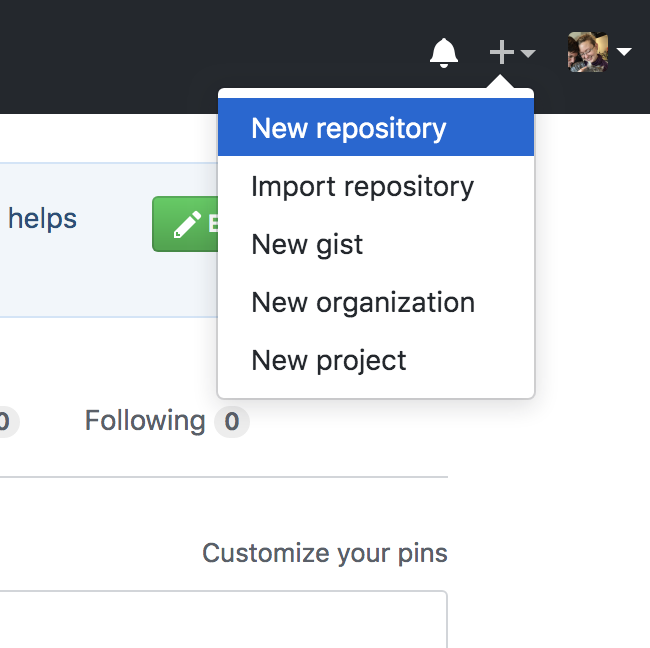 New repository
Import repository
New gist
New organization
New project
helps
0
Following 0
Customize your pins